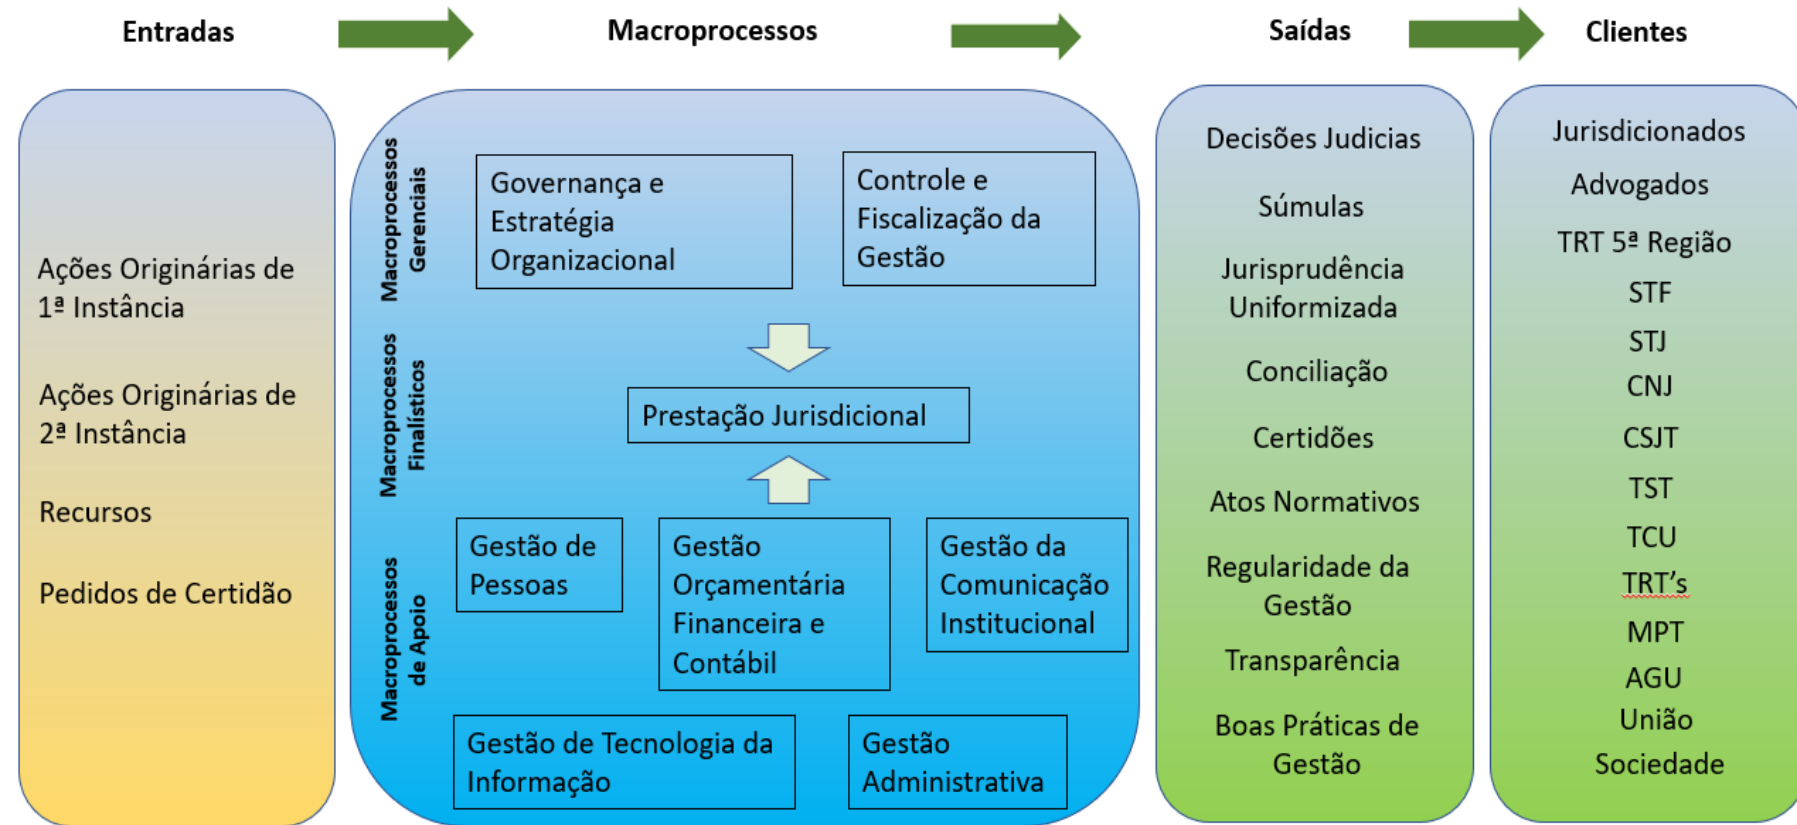 Entradas
Macroprocessos
Saídas
Clientes
Ações Originárias de
1ª Instância
Ações Originárias de
2ª Instância
Recursos
Pedidos de Certidão
Macroprocessos
Gerenciais
Governança e
Estratégia
Organizacional
Controle e
Fiscalização da
Gestão
Macroprocessos
Finalísticos
Prestação Jurisdicional
Macroprocessos
de Apoio
Gestão de
Pessoas
Gestão
Orçamentária
Financeira e
Contábil
Gestão da
Comunicação
Institucional
Gestão de Tecnologia da
Informação
Gestão
Administrativa
Decisões Judicias
Súmulas
Jurisprudência
Uniformizada
Conciliação
Certidões
Atos Normativos
Regularidade da
Gestão
Transparência
Boas Práticas de
Gestão
Jurisdicionados
Advogados
TRT 5ª Região
STF
STJ
CNJ
CSJT
TST
TCU
TRT’s
MPT
AGU
União
Sociedade